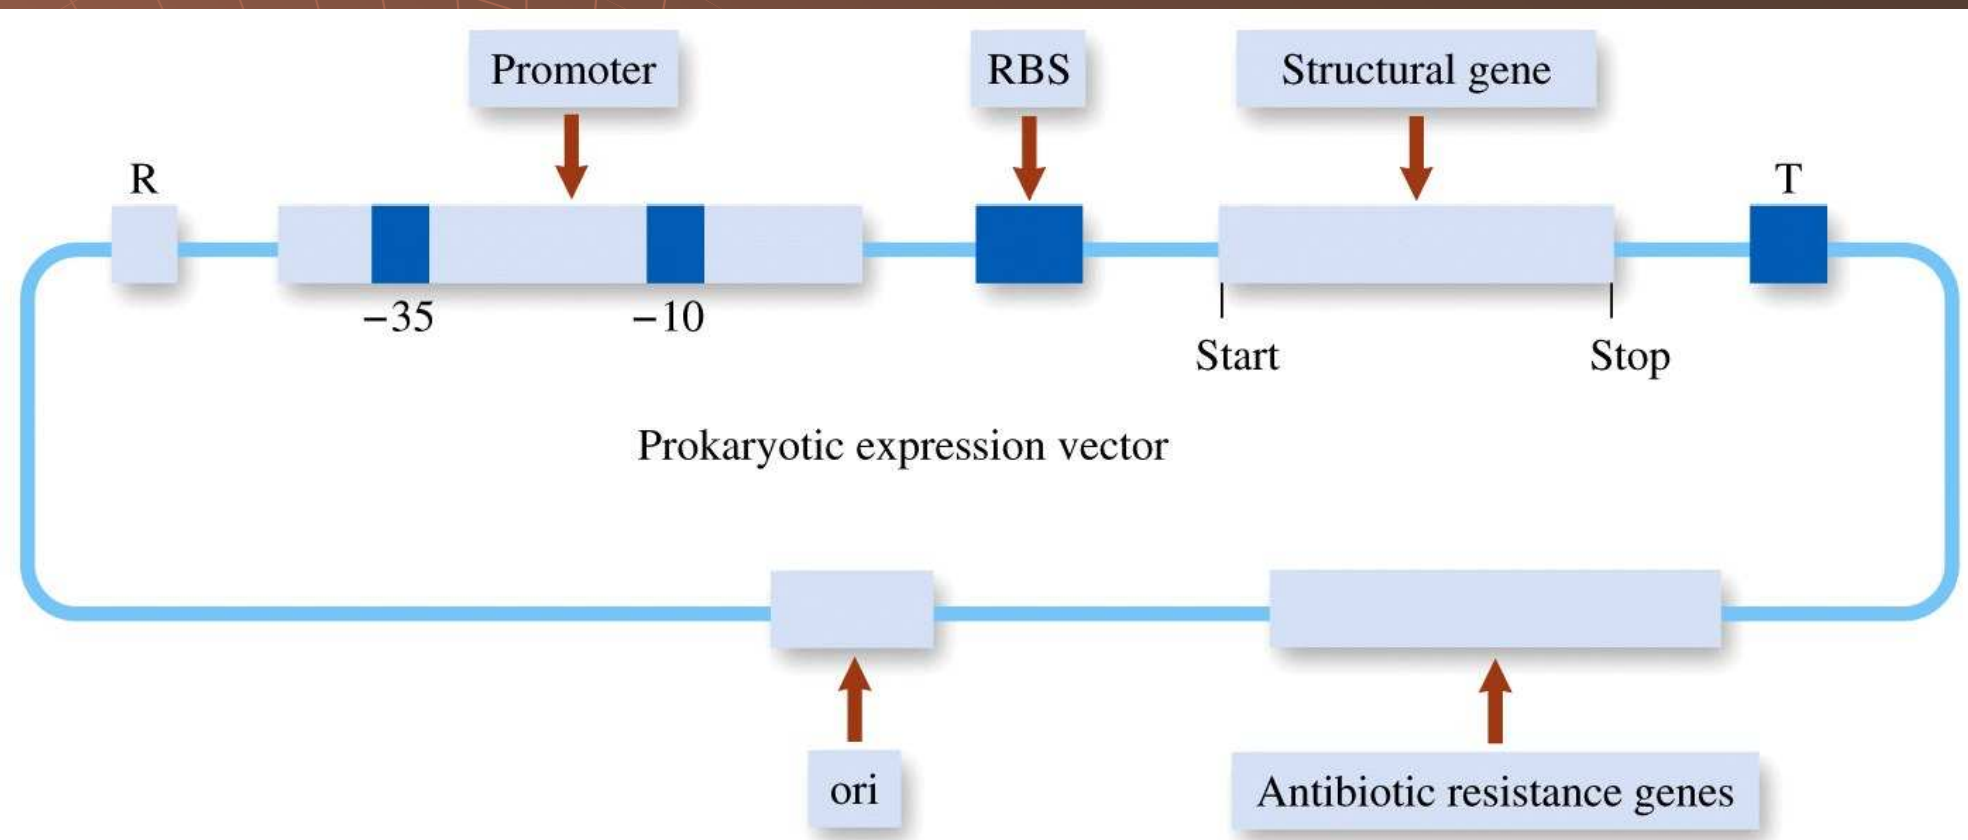 Promoter
RBS
Structural gene
R
T
−35
−10
Start
Stop
Prokaryotic expression vector
ori
Antibiotic resistance genes